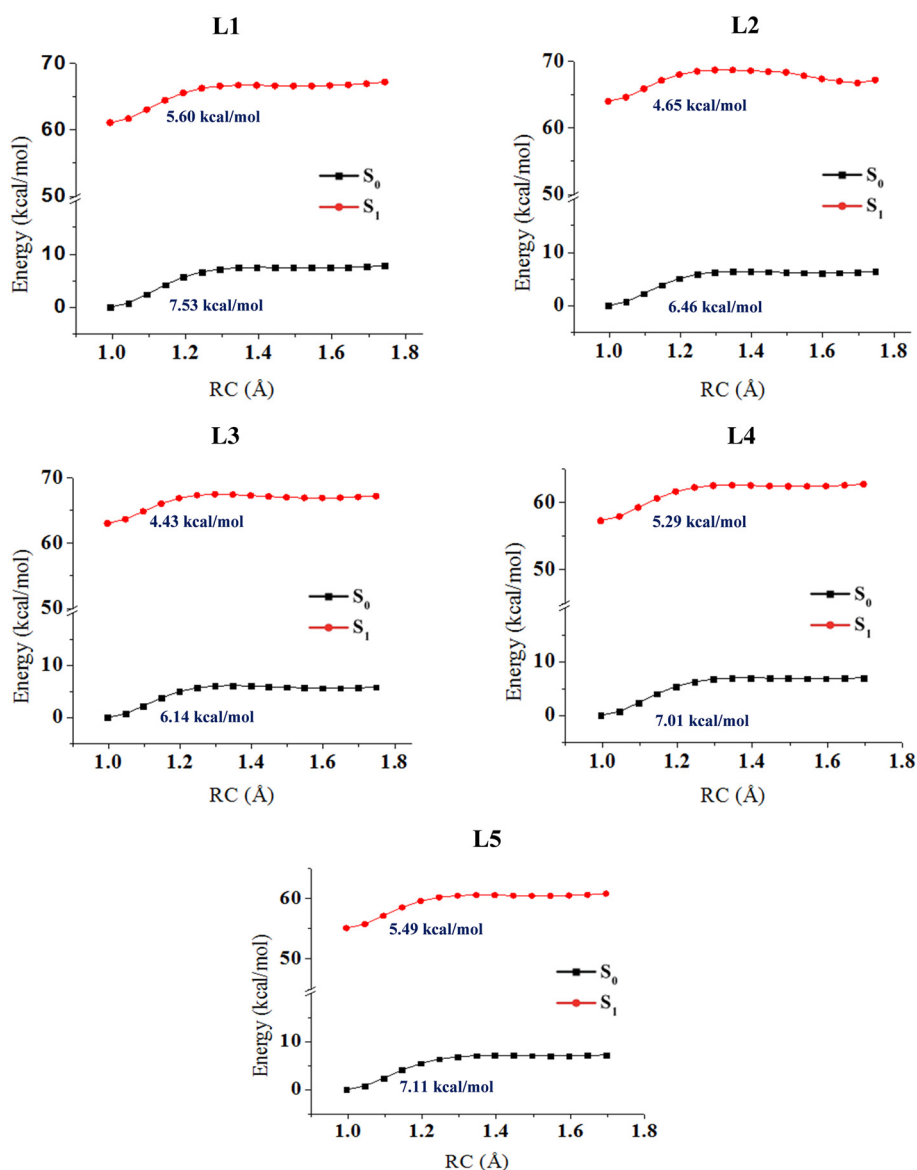 L1
70
60
50
10
0
Energy (kcal/mol)
5.60 kcal/mol
S0
S1
7.53 kcal/mol
1.0 1.2 1.4 1.6 1.8
RC (Å)
L2
70
60
50
10
0
Energy (kcal/mol)
4.65 kcal/mol
S0
S1
6.46 kcal/mol
1.0 1.2 1.4 1.6 1.8
RC (Å)
L3
70
60
50
10
0
Energy (kcal/mol)
4.43 kcal/mol
S0
S1
6.14 kcal/mol
1.0 1.2 1.4 1.6 1.8
RC (Å)
L4
60
50
10
0
Energy (kcal/mol)
5.29 kcal/mol
S0
S1
7.01 kcal/mol
1.0 1.2 1.4 1.6 1.8
RC (Å)
L5
60
50
10
0
Energy (kcal/mol)
5.49 kcal/mol
S0
S1
7.11 kcal/mol
1.0 1.2 1.4 1.6 1.8
RC (Å)